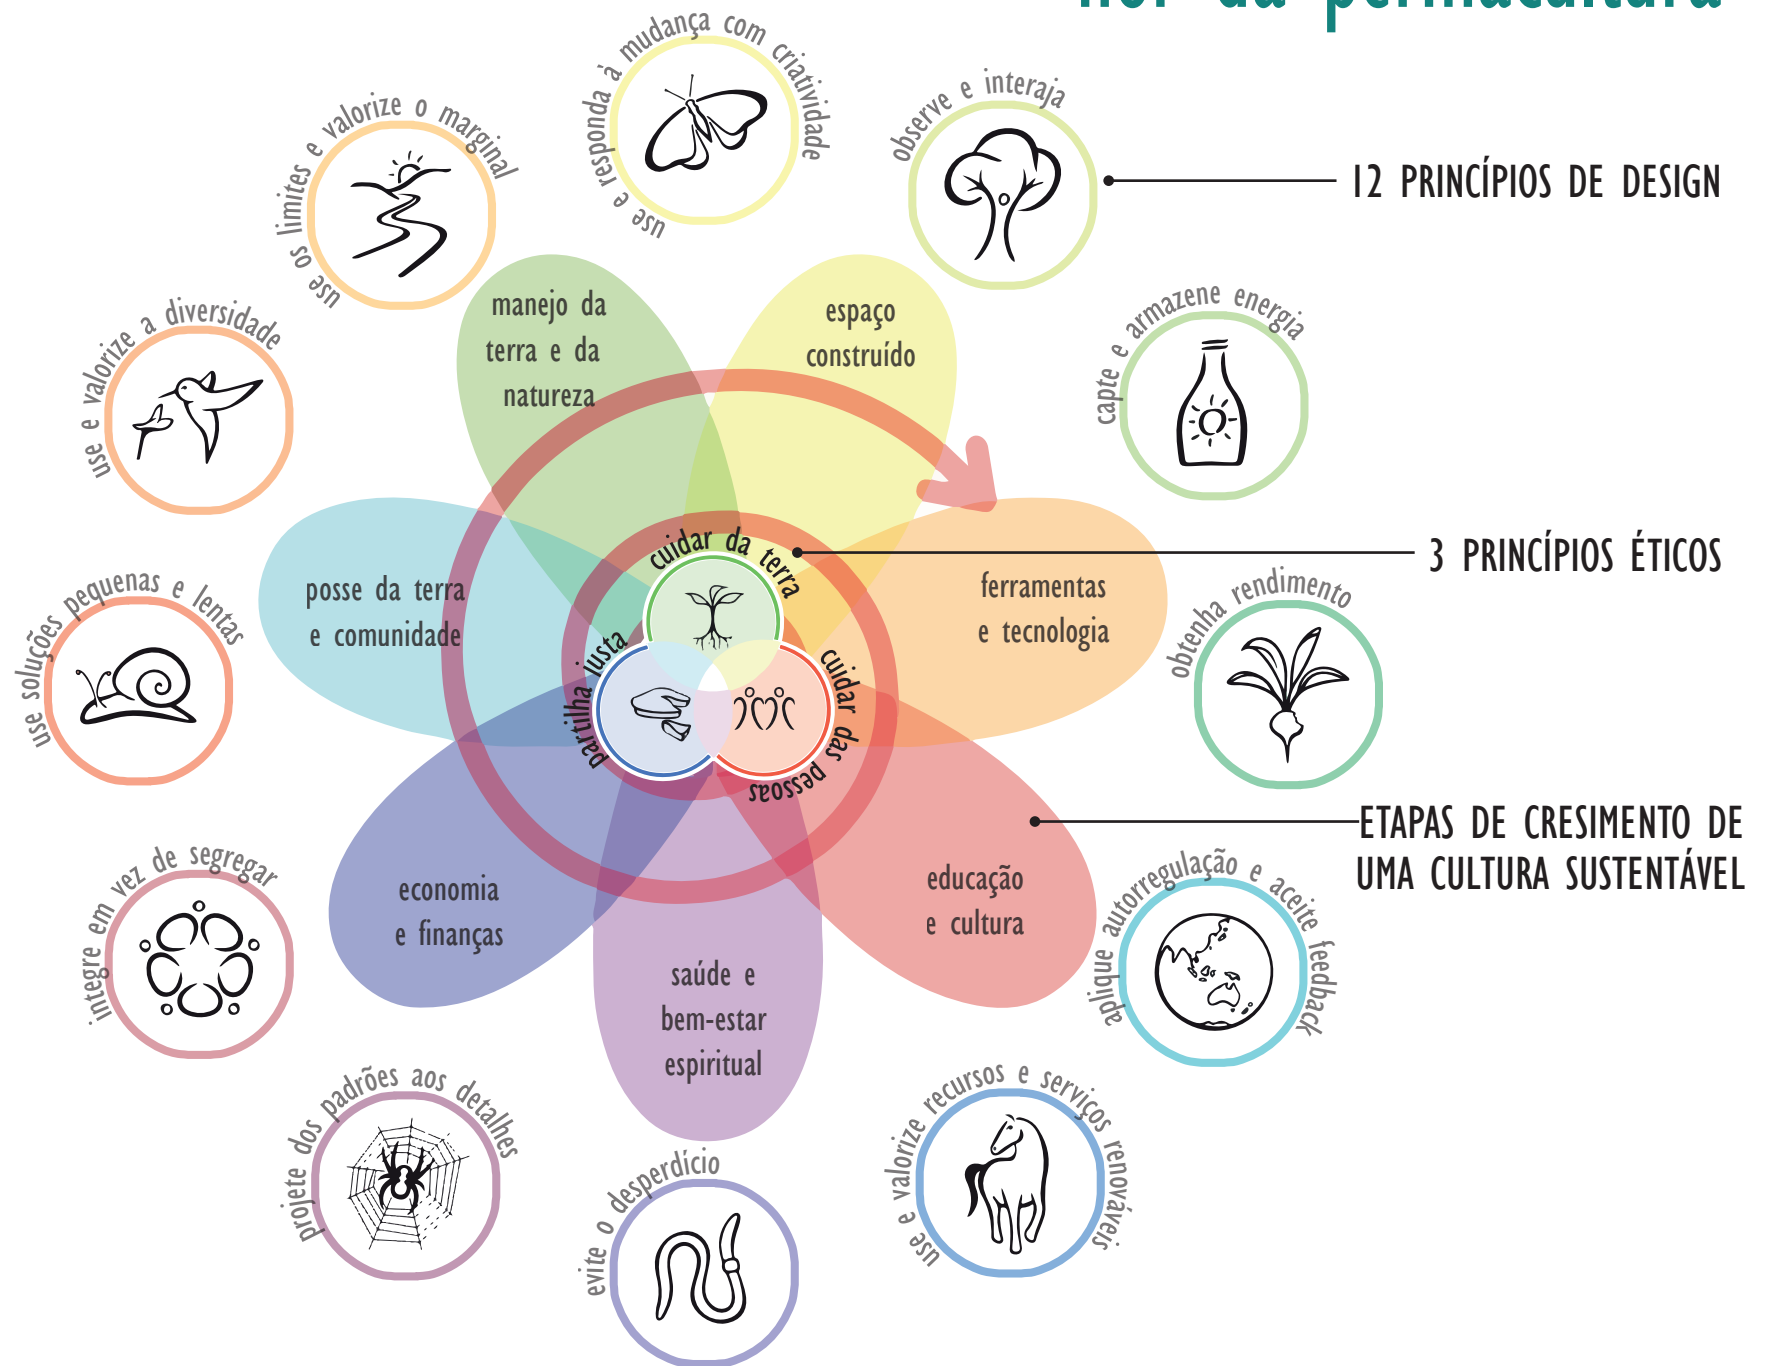 flor da permacultura
use e responda à mudança com criatividade
observe e interaja
12 PRINCÍPIOS DE DESIGN
use os limites e valorize o marginal
capte e armazene energia
use e valorize a diversidade
manejo da
terra e da
natureza
espaço
construído
3 PRINCÍPIOS ÉTICOS
cuidar da terra
posse da terra
e comunidade
ferramentas
e tecnologia
obtenha rendimento
use soluções pequenas e lentas
partilha justa
cuidar das pessoas
ETAPAS DE CRESIMENTO DE
UMA CULTURA SUSTENTÁVEL
economia
e finanças
educação
e cultura
integre em vez de segregar
aplique autorregulação e aceite feedback
saúde e
bem-estar
espiritual
projete dos padrões aos detalhes
use e valorize recursos e serviços renováveis
evite o desperdício